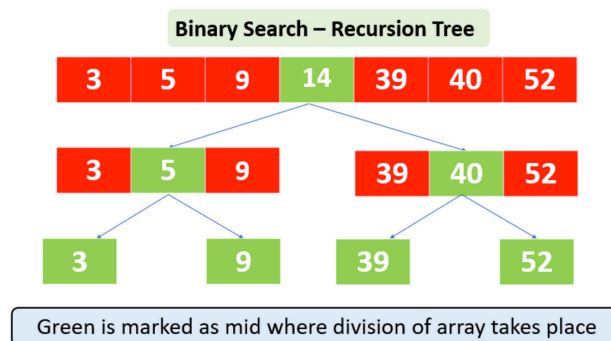 Binary Search – Recursion Tree
3 5 9 14 39 40 52
3 5 9 39 40 52
3 9 39 52
Green is marked as mid where division of array takes place